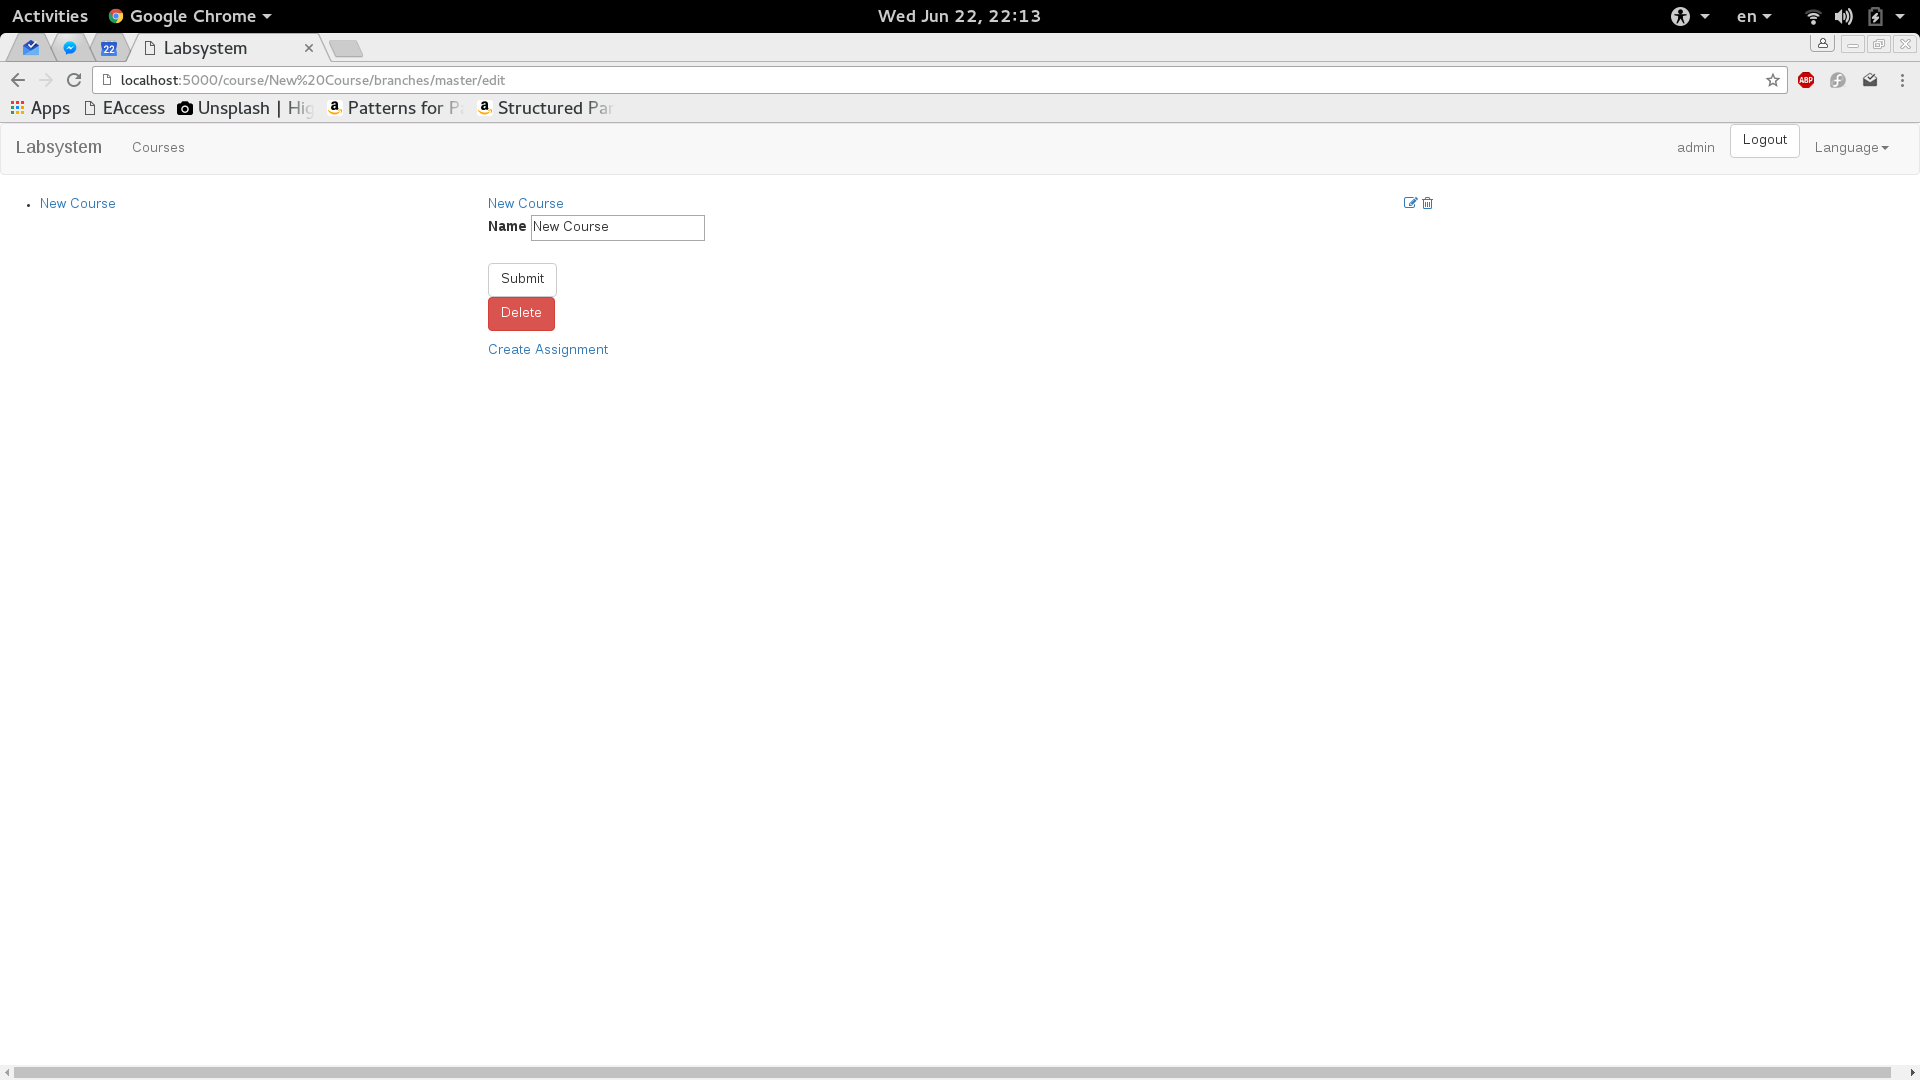 Activities Google Chrome Wed Jun 22, 22:13 en
22 Labsystem
localhost:5000/course/New%20Course/branches/master/edit ABP
Apps EAccess Unsplash | Hig Patterns for P Structured Par
Labsystem Courses admin Logout Language
New Course New Course
Name New Course
Submit
Delete
Create Assignment